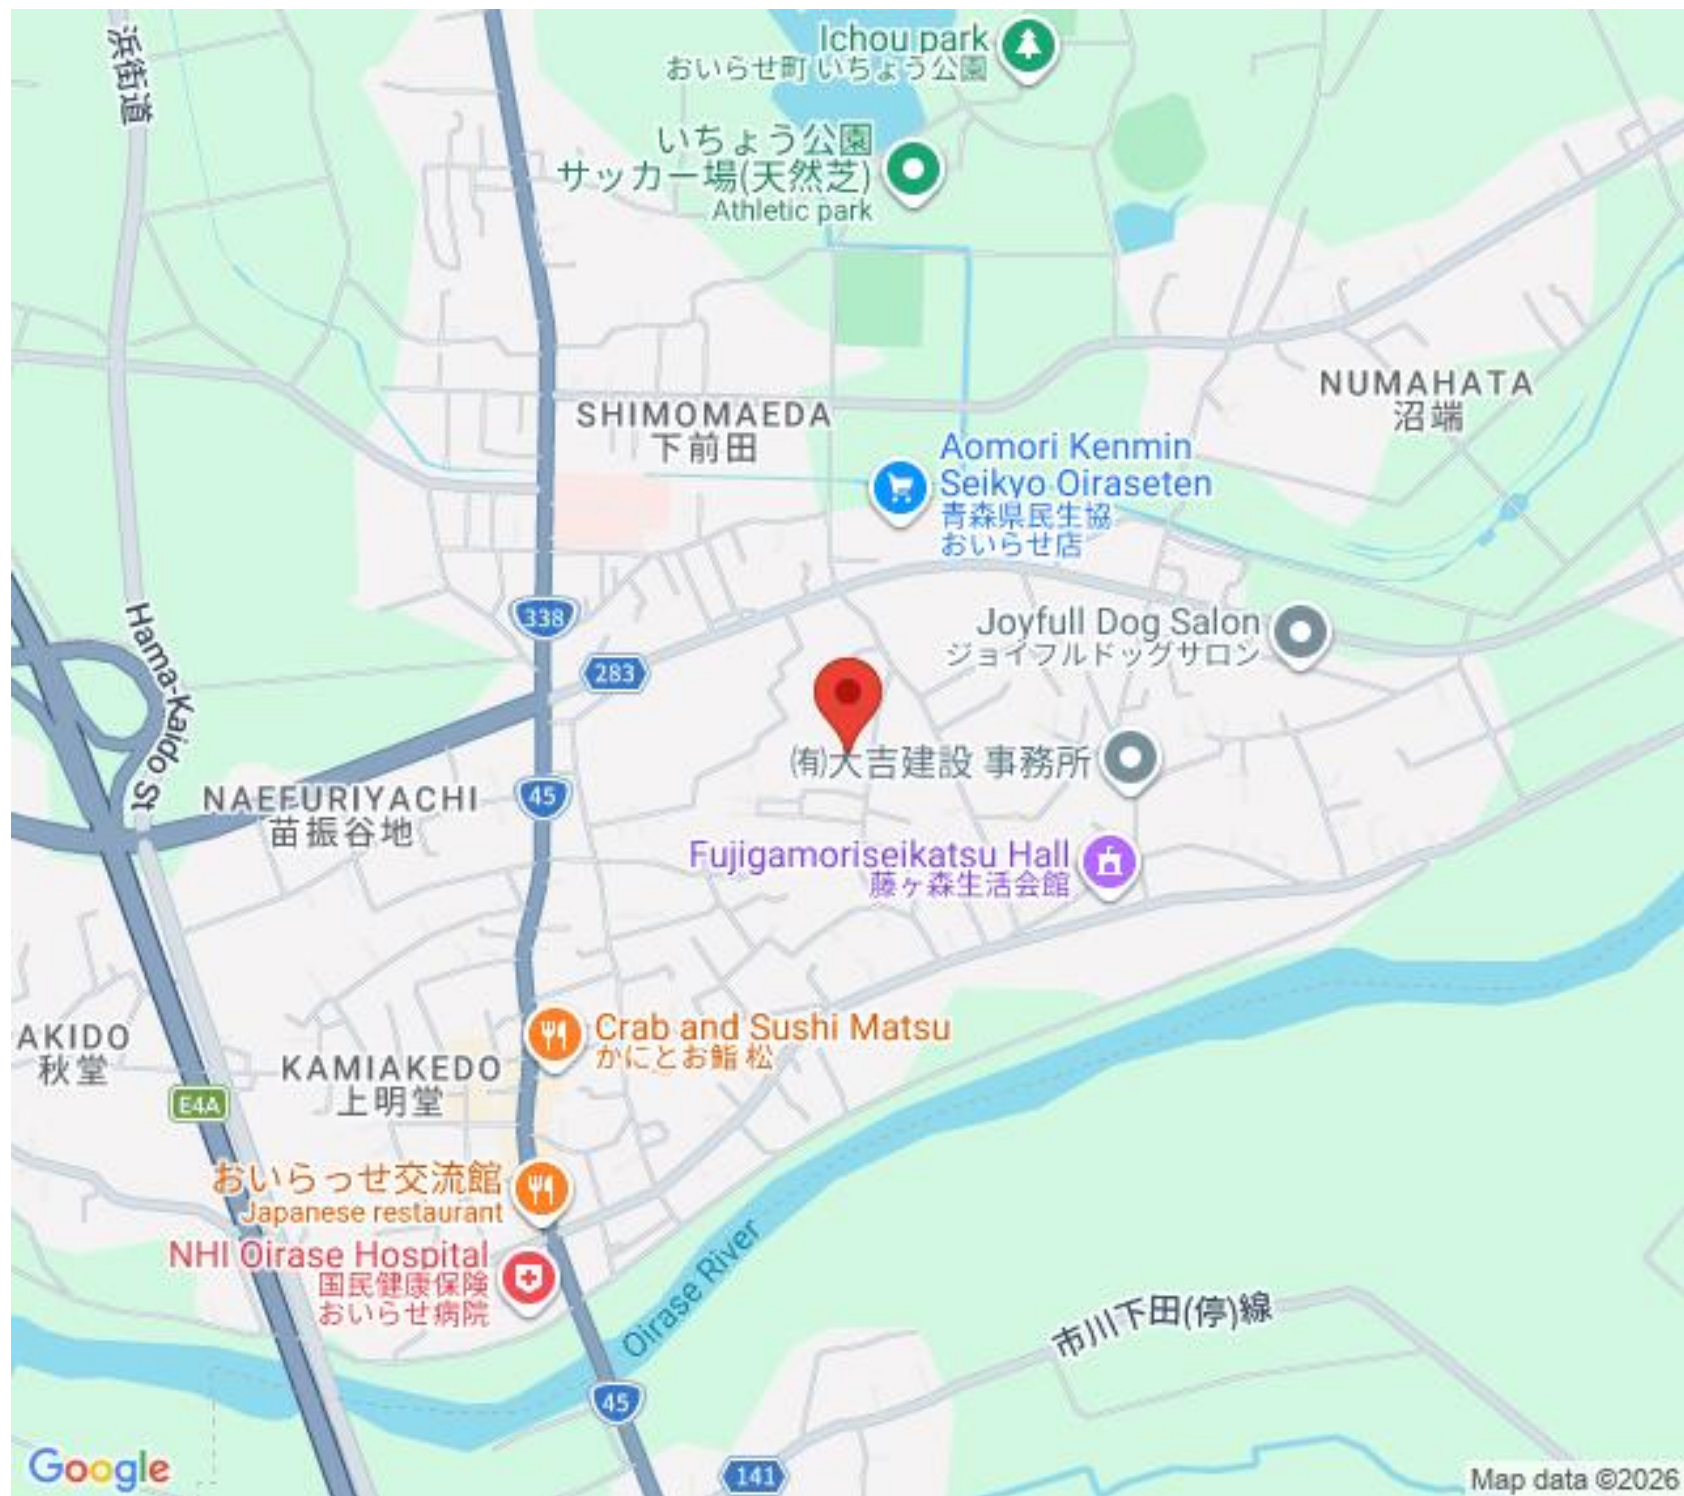 浜街道
Ichou park
おいらせ町 いちょう公園
いちょう公園
サッカー場(天然芝)
Athletic park
NUMAHATA
沼端
SHIMOMAEDA
下前田
Aomori Kenmin
Seikyo Oiraseten
青森県民生協
おいらせ店
338
Hama-Kaido St
283
Joyfull Dog Salon
ジョイフルドッグサロン
㈲大吉建設 事務所
45
NAEFURIYACHI
苗振谷地
Fujigamoriseikatsu Hall
藤ヶ森生活会館
Crab and Sushi Matsu
かにとお鮨 松
AKIDO
秋堂
KAMIAKEDO
上明堂
E4A
おいらっせ交流館
Japanese restaurant
NHI Oirase Hospital
国民健康保険
おいらせ病院
Oirase River
市川下田(停)線
45
141
Google
Map data ©2026